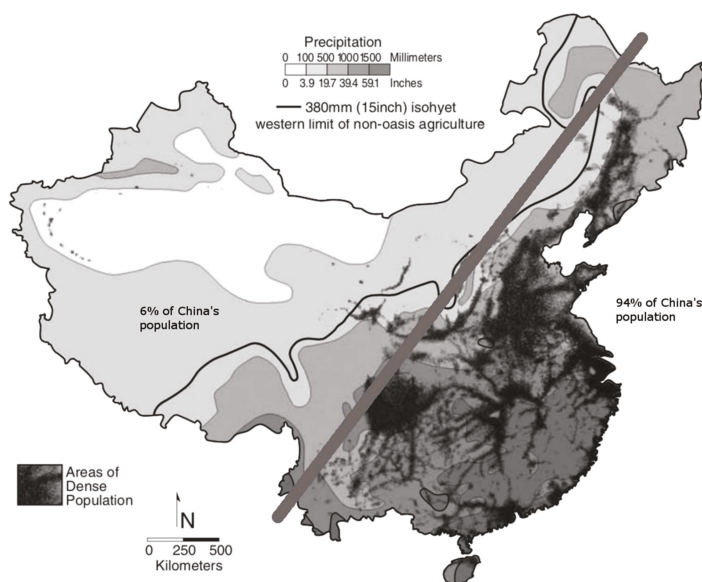 Precipitation
0 100 500 1000 1500 Millimeters
0 3.9 19.7 39.4 59.1 Inches
380mm (15inch) isohyet
western limit of non-oasis agriculture
6% of China's
population
94% of China's
population
Areas of
Dense
Population
N
0 250 500
Kilometers